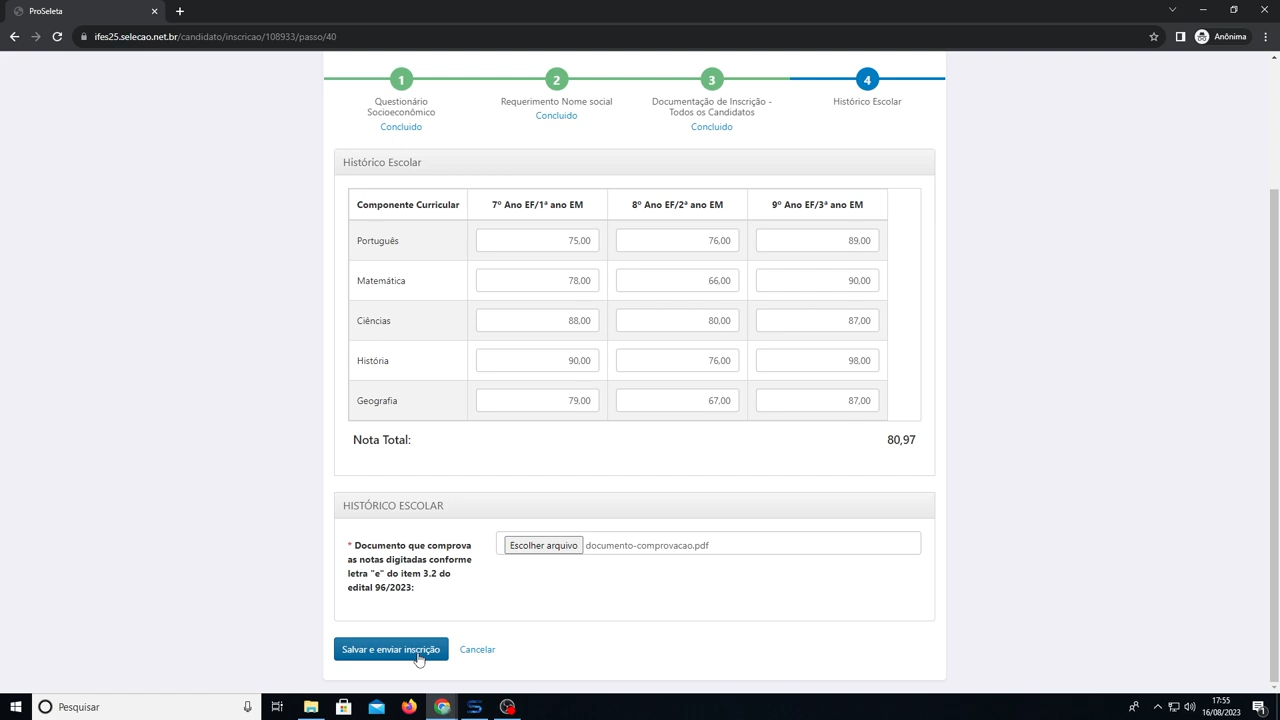 ProSeleta
ifes25.selecao.net.br/candidato/inscricao/108933/passo/40
Anônima
1
2
3
4
Questionário
Socioeconômico
Concluido
Requerimento Nome social
Concluido
Documentação de Inscrição -
Todos os Candidatos
Concluido
Histórico Escolar
Histórico Escolar
Componente Curricular 7º Ano EF/1ª ano EM 8º Ano EF/2ª ano EM 9º Ano EF/3ª ano EM
Português 75,00 76,00 89,00
Matemática 78,00 66,00 90,00
Ciências 88,00 80,00 87,00
História 90,00 76,00 98,00
Geografia 79,00 67,00 87,00
Nota Total: 80,97
HISTÓRICO ESCOLAR
* Documento que comprova
as notas digitadas conforme
letra "e" do item 3.2 do
edital 96/2023:
Escolher arquivo documento-comprovacao.pdf
Salvar e enviar inscrição Cancelar
Pesquisar
17:55
16/08/2023